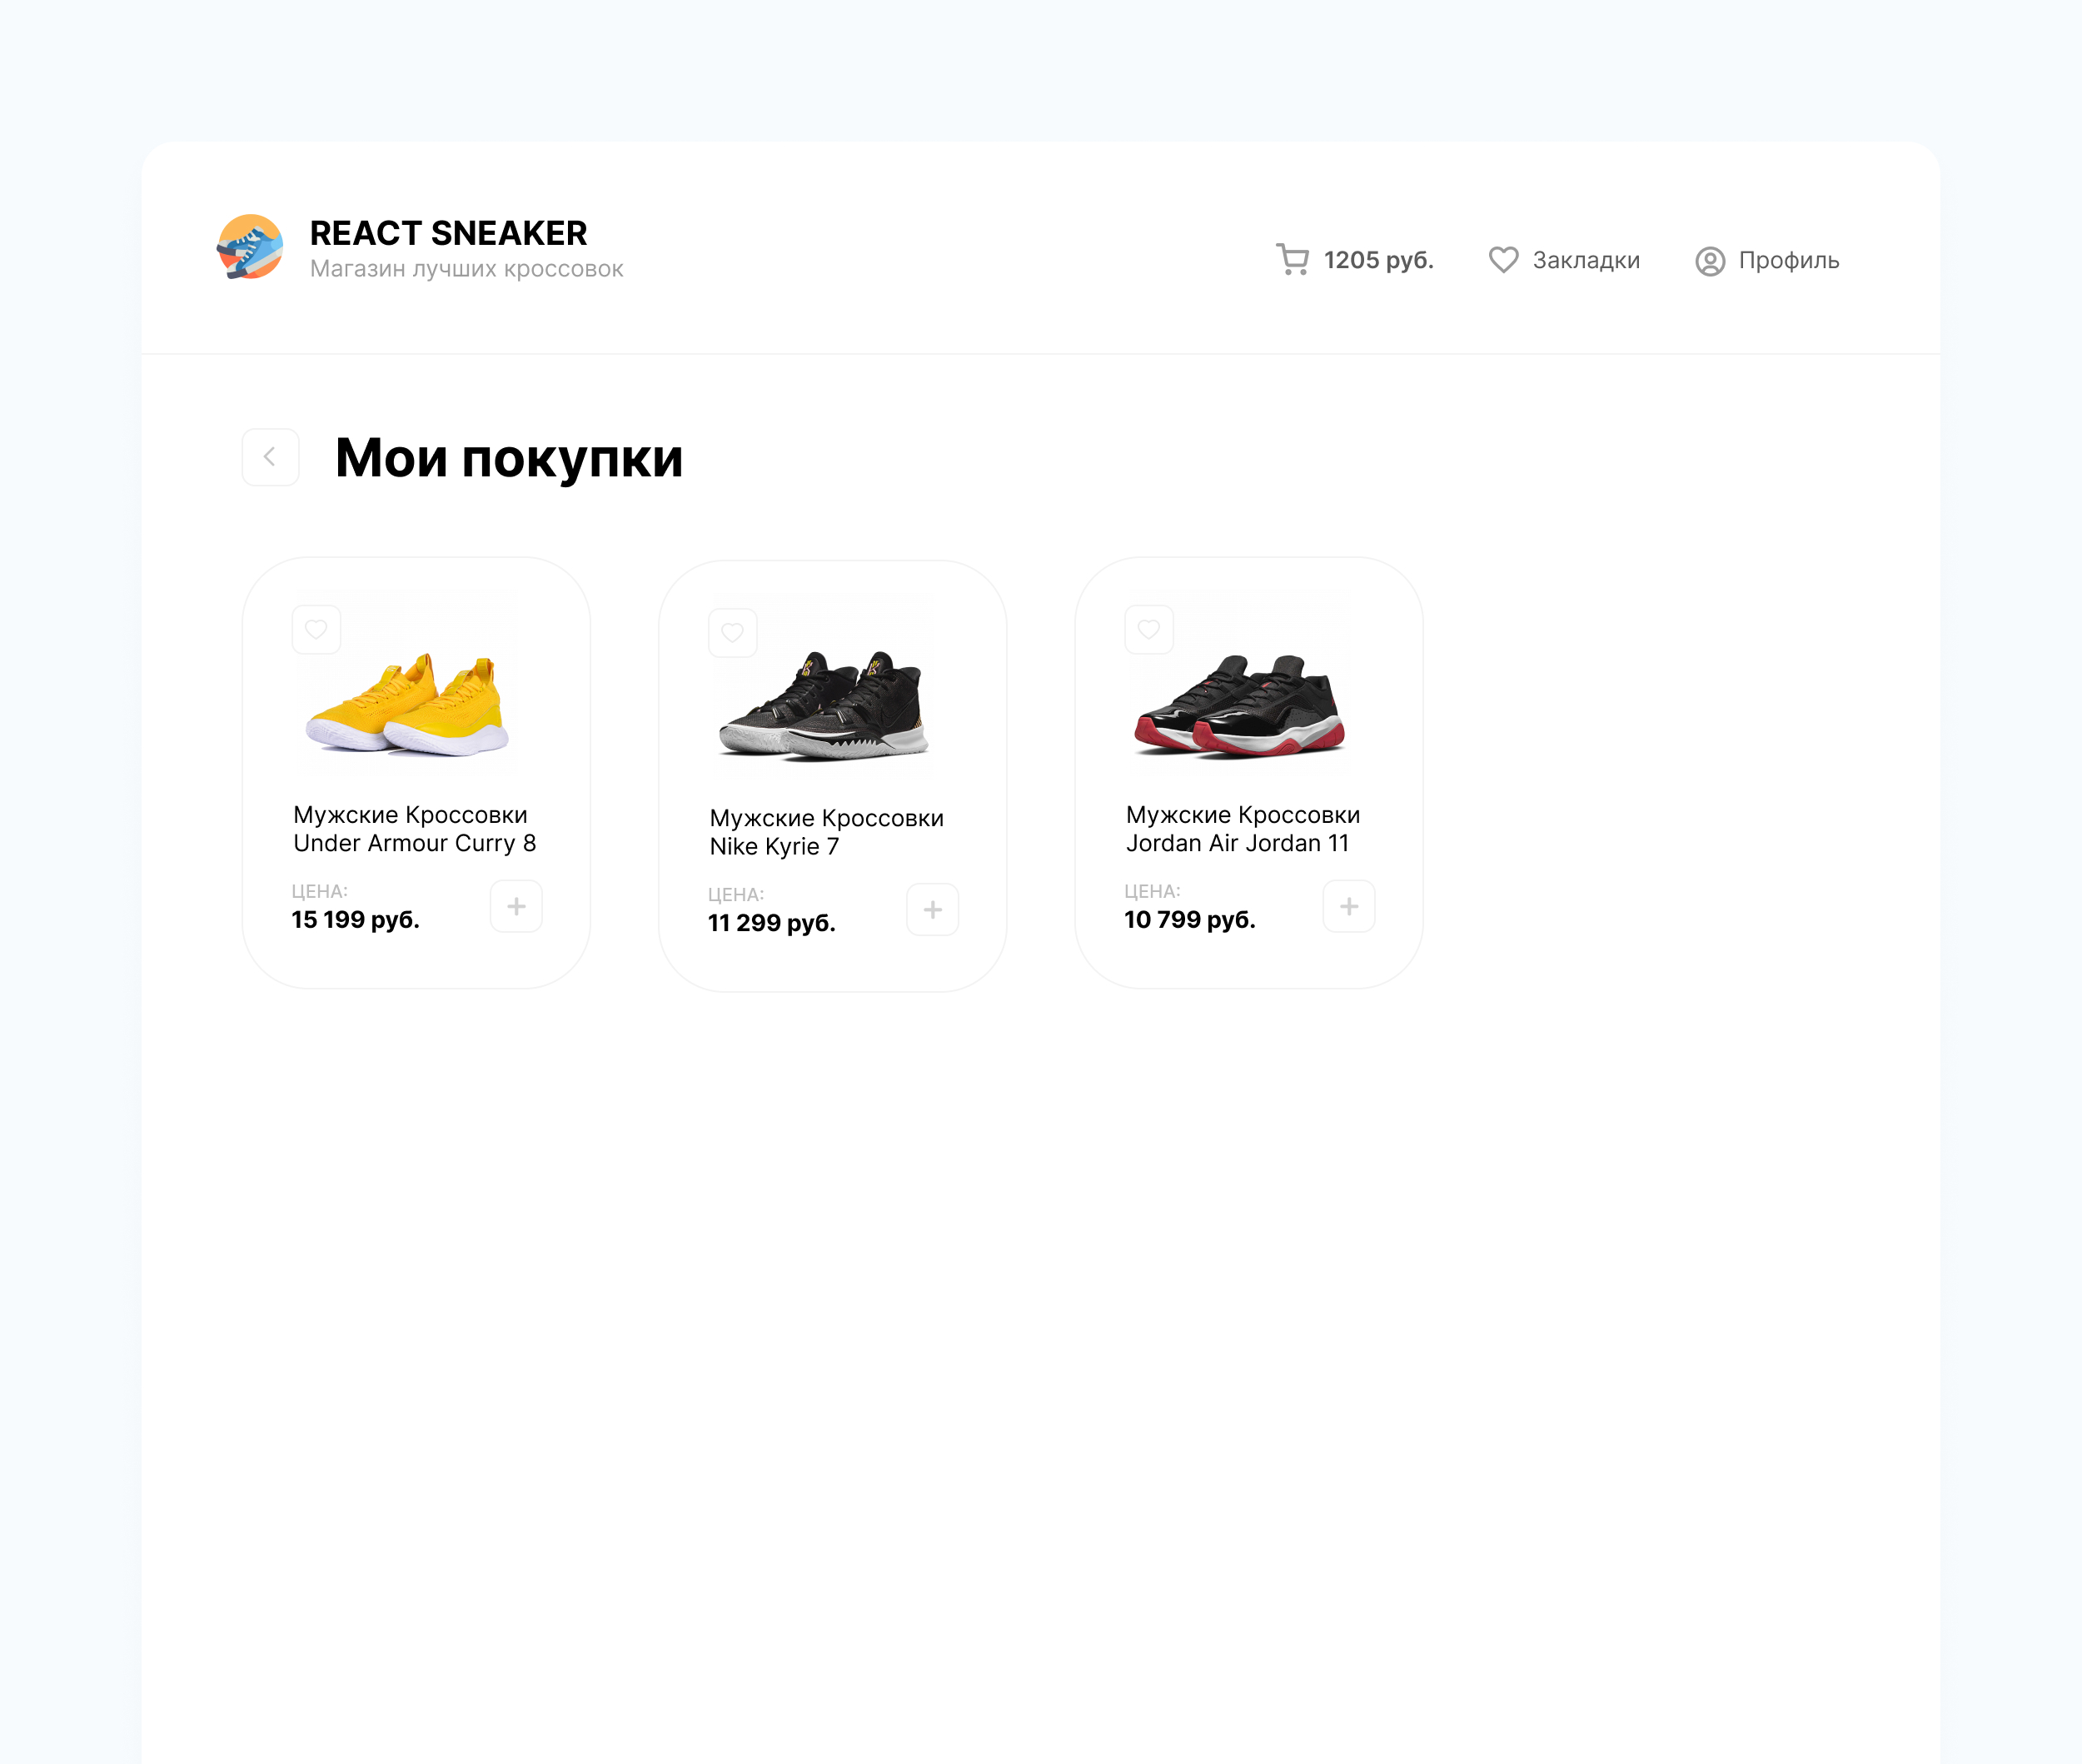 REACT SNEAKER
Магазин лучших кроссовок
1205 руб.
Закладки
Профиль
Мои покупки
Мужские Кроссовки
Under Armour Curry 8
ЦЕНА:
15 199 руб.
Мужские Кроссовки
Nike Kyrie 7
ЦЕНА:
11 299 руб.
Мужские Кроссовки
Jordan Air Jordan 11
ЦЕНА:
10 799 руб.